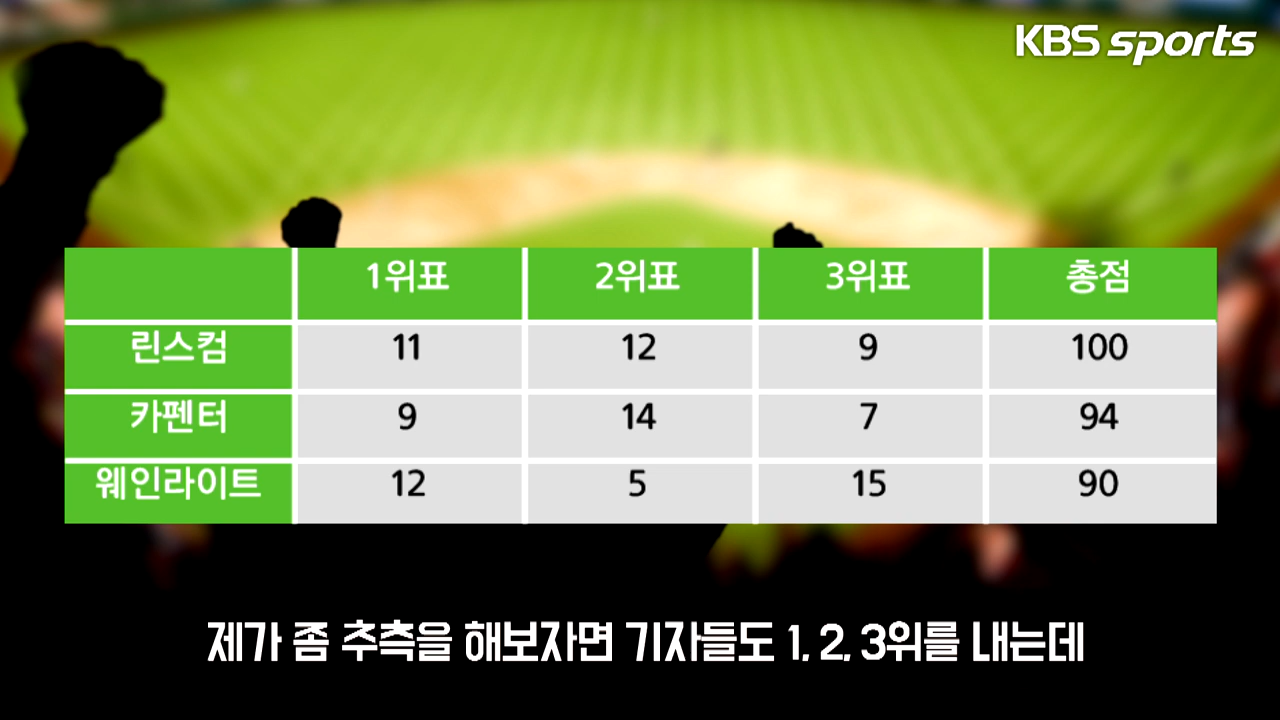 KBS sports
1위표 2위표 3위표 총점
린스컴 11 12 9 100
카펜터 9 14 7 94
웨인라이트 12 5 15 90
제가 좀 추측을 해보자면 기자들도 1, 2, 3위를 내는데